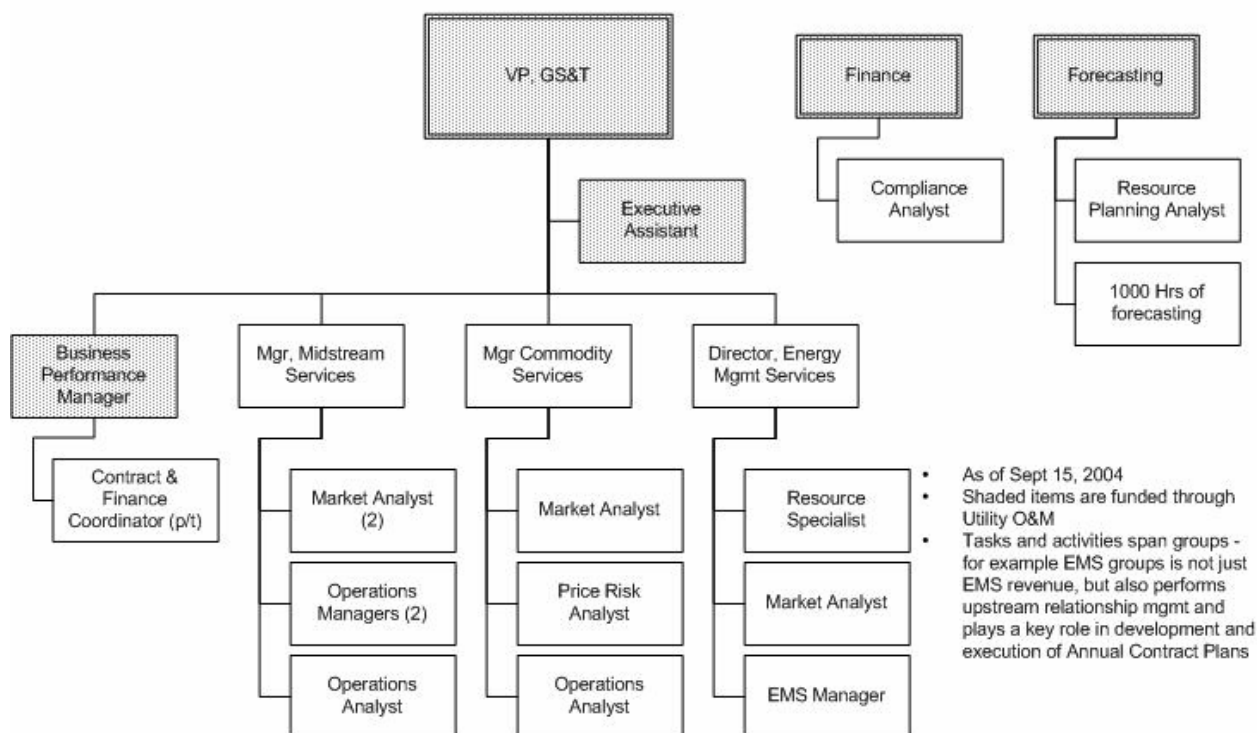 VP, GS&T
Finance
Forecasting
Compliance
Analyst
Resource
Planning Analyst
Executive
Assistant
1000 Hrs of
forecasting
Business
Performance
Manager
Mgr, Midstream
Services
Mgr Commodity
Services
Director, Energy
Mgmt Services
Contract &
Finance
Coordinator (p/t)
Market Analyst
(2)
Operations
Managers (2)
Operations
Analyst
Market Analyst
Price Risk
Analyst
Operations
Analyst
Resource
Specialist
Market Analyst
EMS Manager
• As of Sept 15, 2004
• Shaded items are funded through
Utility O&M
• Tasks and activities span groups -
for example EMS groups is not just
EMS revenue, but also performs
upstream relationship mgmt and
plays a key role in development and
execution of Annual Contract Plans